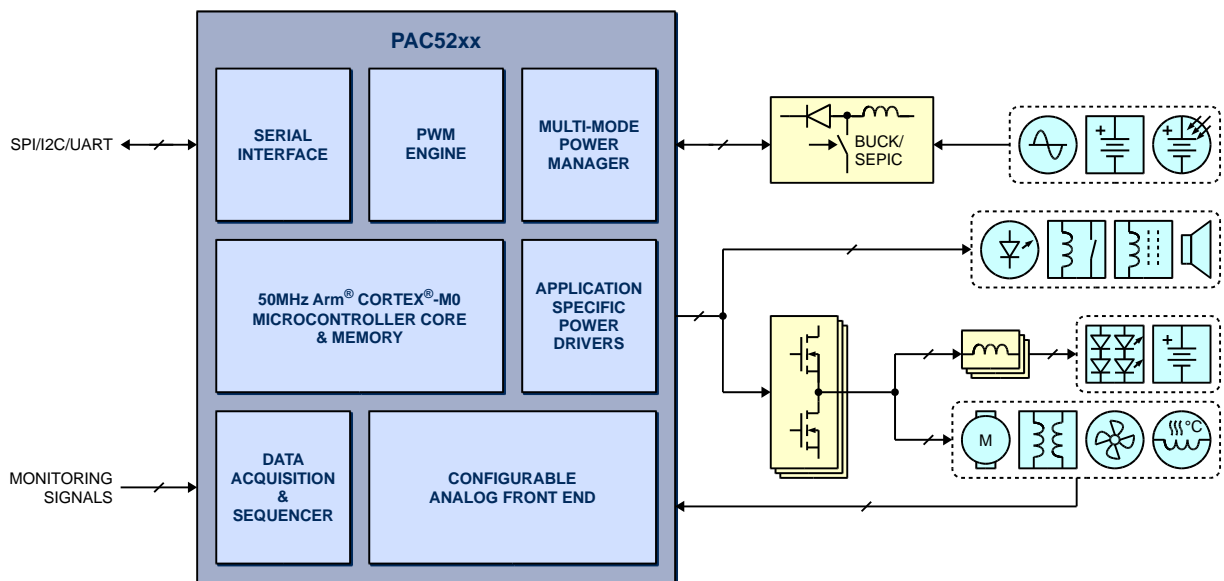 PAC52xx
SERIAL
INTERFACE
PWM
ENGINE
MULTI-MODE
POWER
MANAGER
SPI/I2C/UART
BUCK/
SEPIC
+
+
+
50MHz Arm® CORTEX®-M0
MICROCONTROLLER CORE
& MEMORY
APPLICATION
SPECIFIC
POWER
DRIVERS
+
M
°C
DATA
ACQUISITION
&
SEQUENCER
CONFIGURABLE
ANALOG FRONT END
MONITORING
SIGNALS